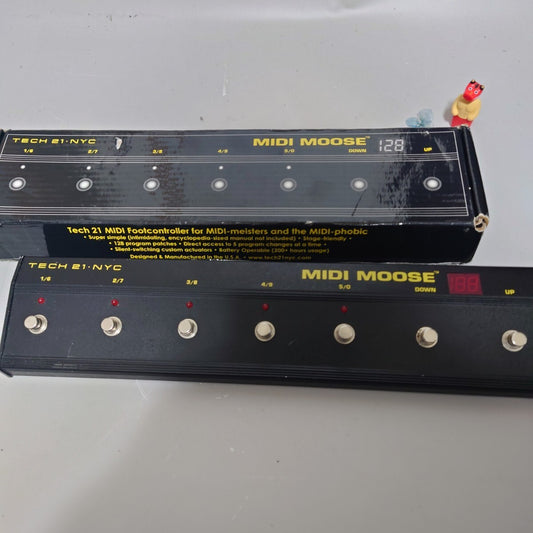 TECH 21·NYC
MIDI MOOSE™
128
1/6 2/7 3/8 4/9 5/0 DOWN UP
Tech 21 MIDI Footcontroller for MIDI-meisters and the MIDI-phobic
• Super simple (intimidating, encyclopedia-sized manual not included) • Stage-friendly •
• 128 program patches • Direct access to 5 program changes at a time •
• Silent-switching custom actuators • Battery Operable (200+ hours usage)
Designed & Manufactured in the U.S.A. • www.tech21nyc.com
TECH 21·NYC
MIDI MOOSE™
1/6 2/7 3/8 4/9 5/0 DOWN UP